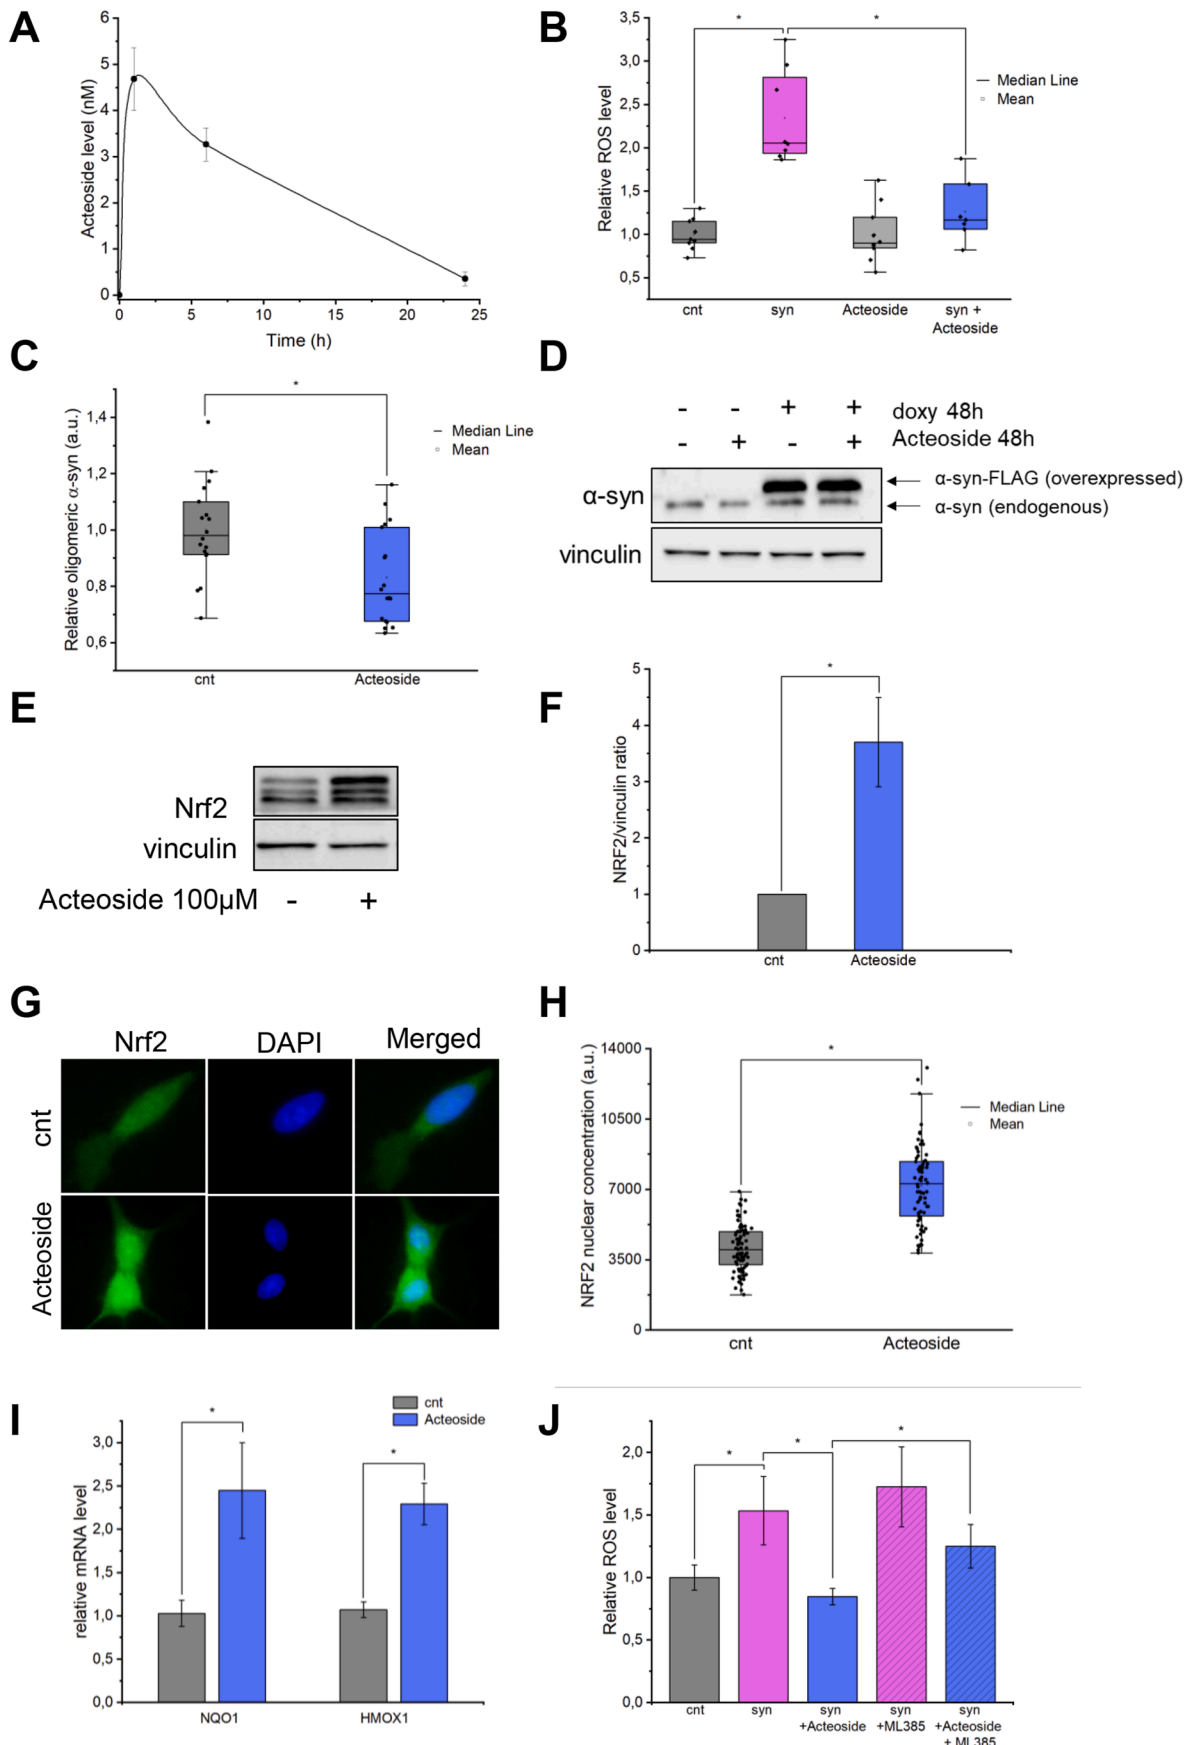 A
6
5
4
3
2
1
0
Acteoside level (nM)
0
5
10
15
20
25
Time (h)
B
3,5
3,0
2,5
2,0
1,5
1,0
0,5
Relative ROS level
*
*
Median Line
Mean
cnt
syn
Acteoside
syn +
Acteoside
C
1,4
1,2
1,0
0,8
0,6
Relative oligomeric α-syn (a.u.)
*
Median Line
Mean
cnt
Acteoside
D
- - + + doxy 48h
- + - + Acteoside 48h
α-syn
α-syn-FLAG (overexpressed)
α-syn (endogenous)
vinculin
E
Nrf2
vinculin
Acteoside 100µM - +
F
5
4
3
2
1
0
NRF2/vinculin ratio
*
cnt
Acteoside
G
Nrf2 DAPI Merged
cnt
Acteoside
H
14000
10500
7000
3500
0
NRF2 nuclear concentration (a.u.)
*
Median Line
Mean
cnt
Acteoside
I
cnt
Acteoside
3,0
2,5
2,0
1,5
1,0
0,5
0,0
relative mRNA level
*
*
NQO1
HMOX1
J
2,0
1,5
1,0
0,5
0,0
Relative ROS level
*
*
*
cnt
syn
syn
+Acteoside
syn
+ML385
syn
+Acteoside
+ ML385